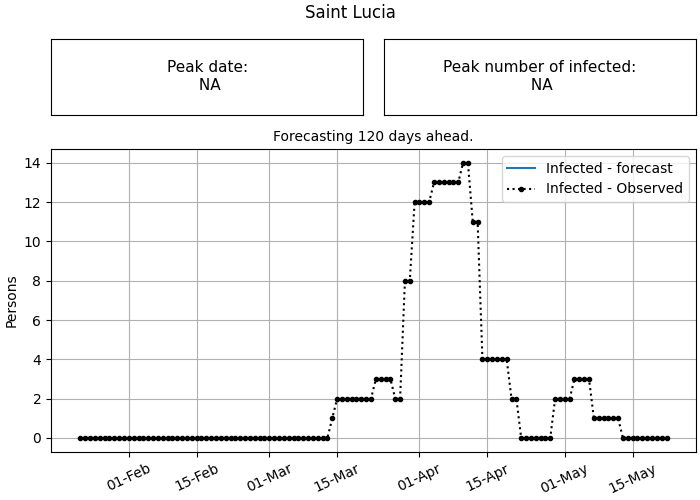 Saint Lucia
Peak date:
NA
Peak number of infected:
NA
Forecasting 120 days ahead.
Infected - forecast
Infected - Observed
Persons
14
12
10
8
6
4
2
0
01-Feb
15-Feb
01-Mar
15-Mar
01-Apr
15-Apr
01-May
15-May